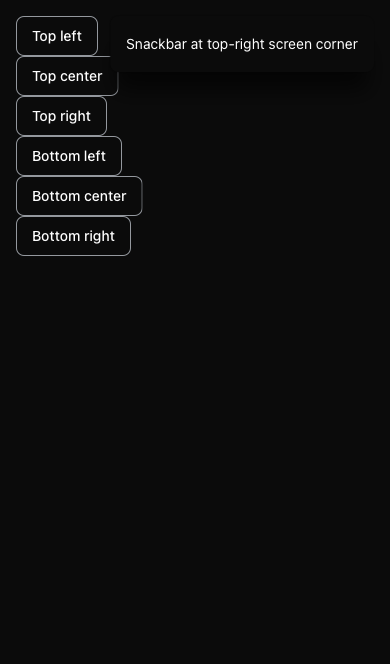 Top left
Snackbar at top-right screen corner
Top center
Top right
Bottom left
Bottom center
Bottom right